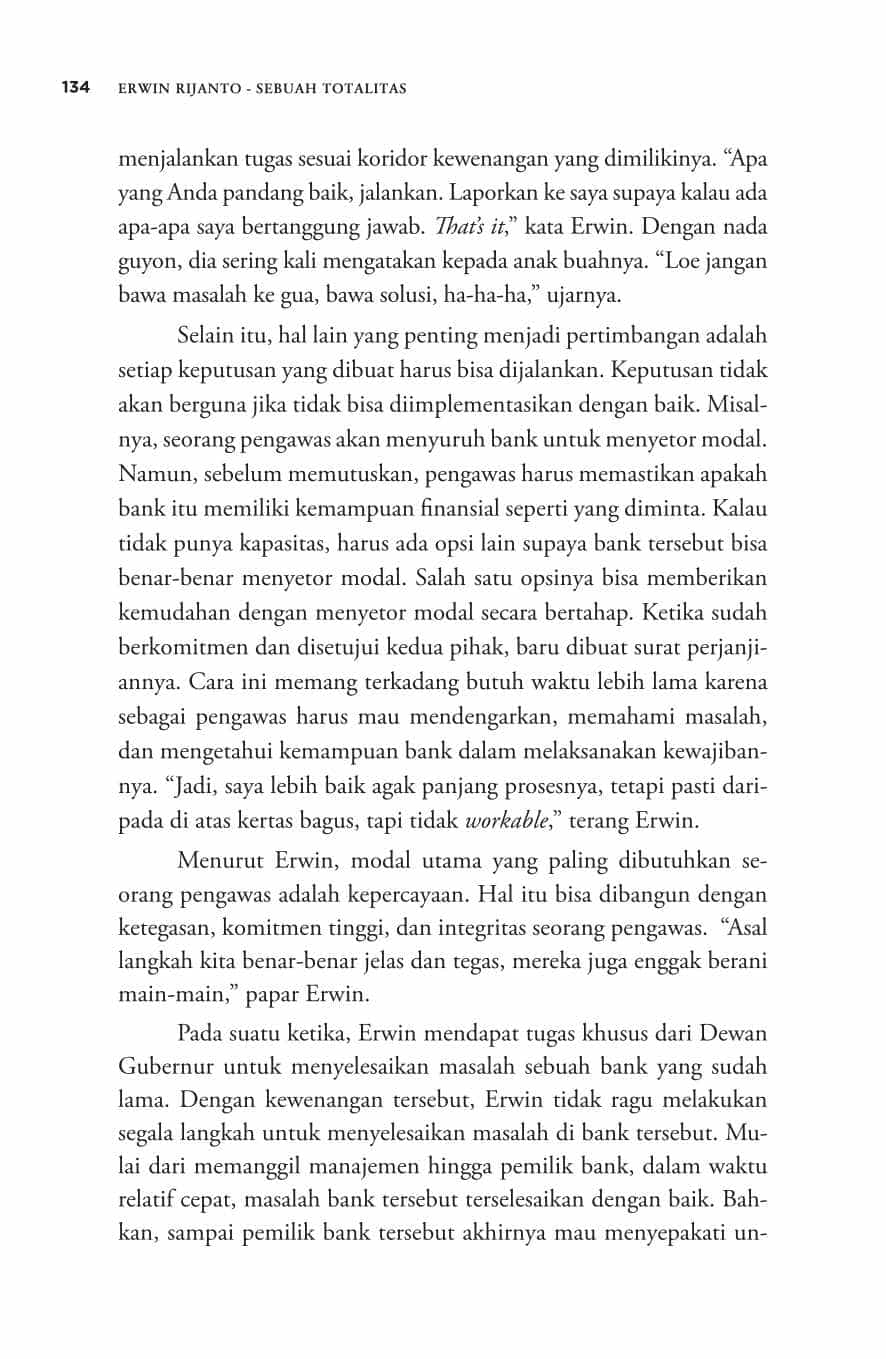 134 ERWIN RIJANTO - SEBUAH TOTALITAS
menjalankan tugas sesuai koridor kewenangan yang dimilikinya. “Apa
yang Anda pandang baik, jalankan. Laporkan ke saya supaya kalau ada
apa-apa saya bertanggung jawab. That’s it,” kata Erwin. Dengan nada
guyon, dia sering kali mengatakan kepada anak buahnya. “Loe jangan
bawa masalah ke gua, bawa solusi, ha-ha-ha,” ujarnya.
Selain itu, hal lain yang penting menjadi pertimbangan adalah
setiap keputusan yang dibuat harus bisa dijalankan. Keputusan tidak
akan berguna jika tidak bisa diimplementasikan dengan baik. Misal-
nya, seorang pengawas akan menyuruh bank untuk menyetor modal.
Namun, sebelum memutuskan, pengawas harus memastikan apakah
bank itu memiliki kemampuan finansial seperti yang diminta. Kalau
tidak punya kapasitas, harus ada opsi lain supaya bank tersebut bisa
benar-benar menyetor modal. Salah satu opsinya bisa memberikan
kemudahan dengan menyetor modal secara bertahap. Ketika sudah
berkomitmen dan disetujui kedua pihak, baru dibuat surat perjanji-
annya. Cara ini memang terkadang butuh waktu lebih lama karena
sebagai pengawas harus mau mendengarkan, memahami masalah,
dan mengetahui kemampuan bank dalam melaksanakan kewajiban-
nya. “Jadi, saya lebih baik agak panjang prosesnya, tetapi pasti dari-
pada di atas kertas bagus, tapi tidak workable,” terang Erwin.
Menurut Erwin, modal utama yang paling dibutuhkan se-
orang pengawas adalah kepercayaan. Hal itu bisa dibangun dengan
ketegasan, komitmen tinggi, dan integritas seorang pengawas. “Asal
langkah kita benar-benar jelas dan tegas, mereka juga enggak berani
main-main,” papar Erwin.
Pada suatu ketika, Erwin mendapat tugas khusus dari Dewan
Gubernur untuk menyelesaikan masalah sebuah bank yang sudah
lama. Dengan kewenangan tersebut, Erwin tidak ragu melakukan
segala langkah untuk menyelesaikan masalah di bank tersebut. Mu-
lai dari memanggil manajemen hingga pemilik bank, dalam waktu
relatif cepat, masalah bank tersebut terselesaikan dengan baik. Bah-
kan, sampai pemilik bank tersebut akhirnya mau menyepakati un-